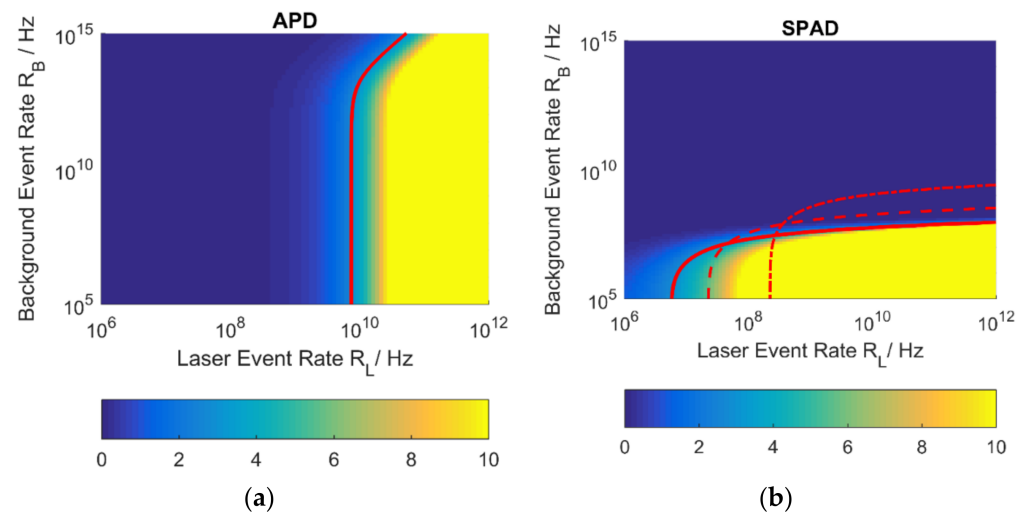 APD
10^15
10^10
10^5
Background Event Rate R_B / Hz
10^6 10^8 10^10 10^12
Laser Event Rate R_L/ Hz
0 2 4 6 8 10
(a)
SPAD
10^15
10^10
10^5
Background Event Rate R_B / Hz
10^6 10^8 10^10 10^12
Laser Event Rate R_L/ Hz
0 2 4 6 8 10
(b)